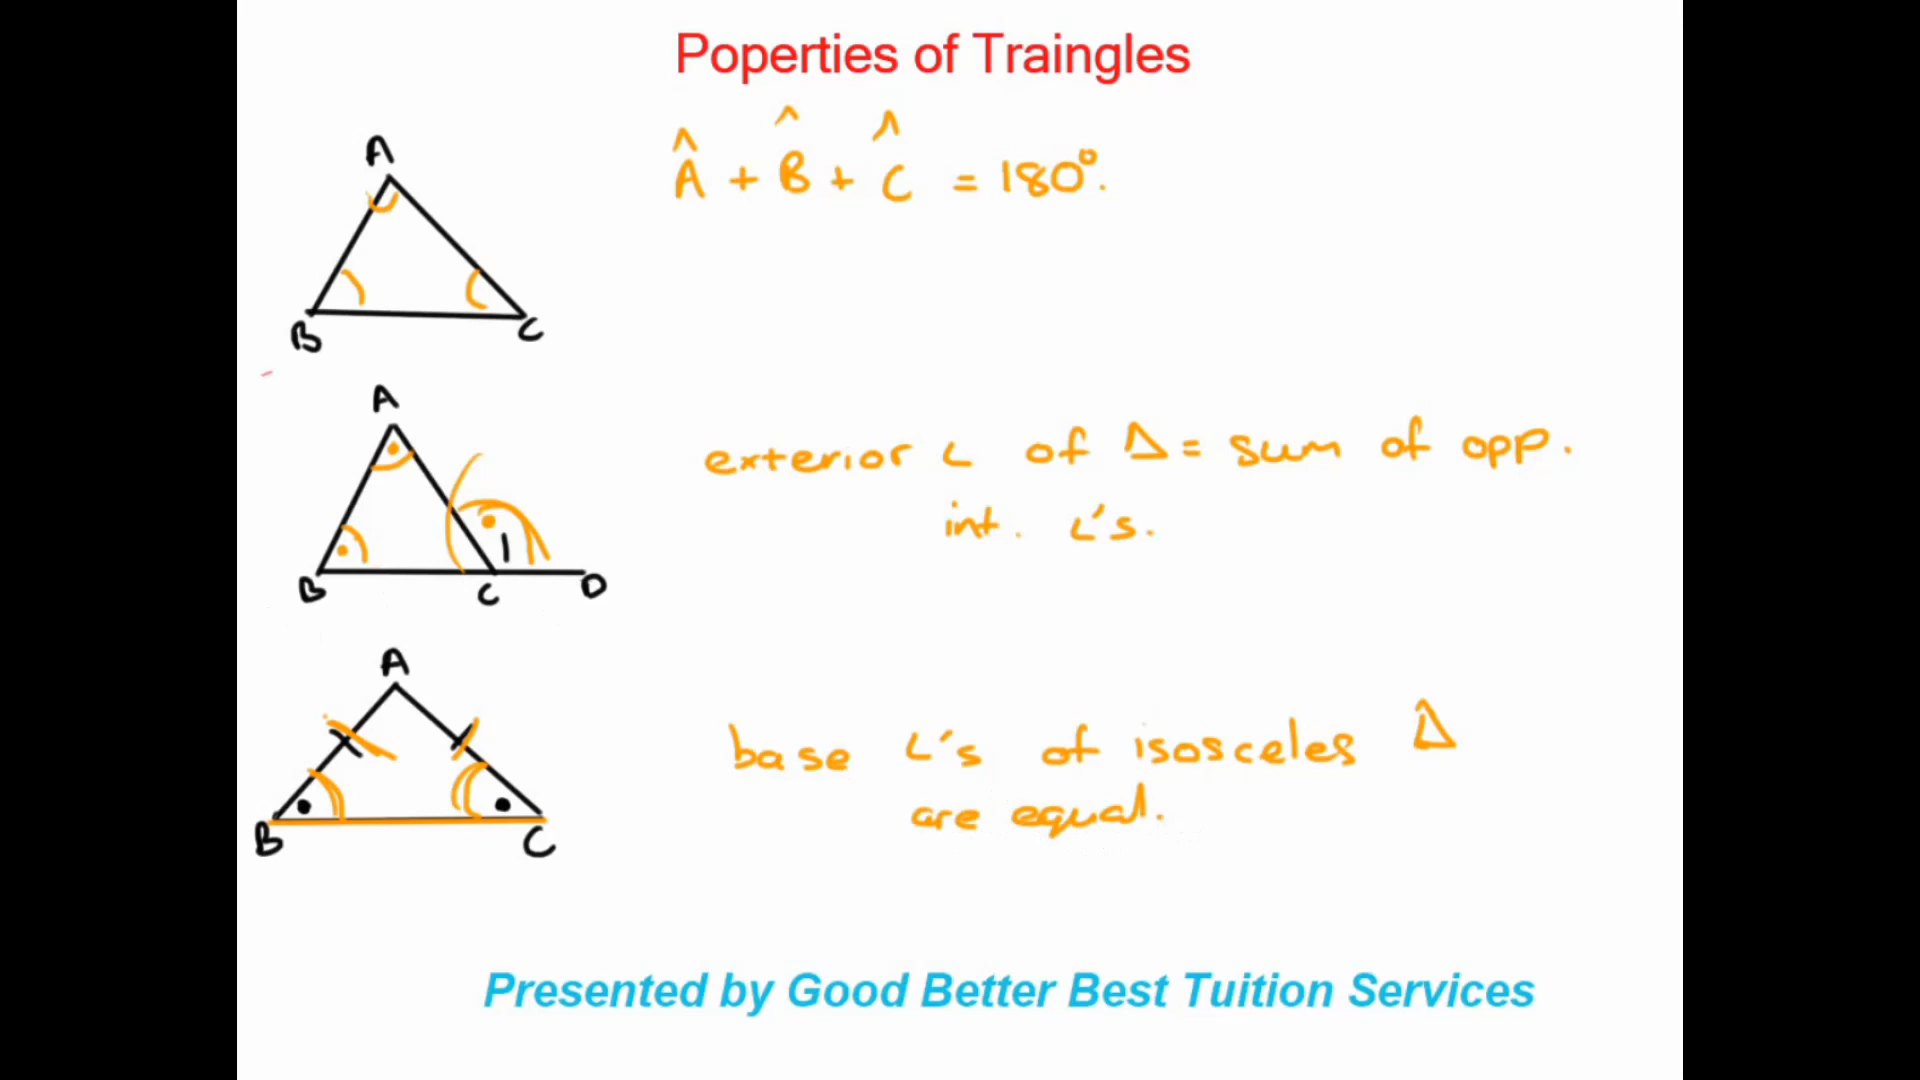 Poperties of Traingles
Â + B̂ + Ĉ = 180°.
A
B
C
A
exterior ∠ of Δ = sum of opp.
int. ∠'s.
1
B
C
D
A
base ∠'s of isosceles Δ̂
are equal.
B
C
Presented by Good Better Best Tuition Services